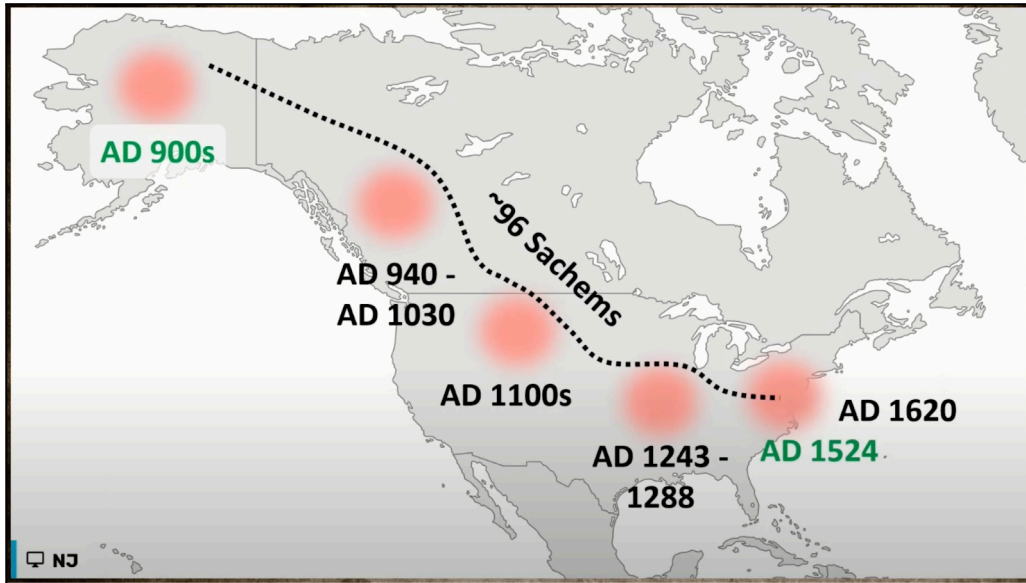 AD 900s
~96 Sachems
AD 940 -
AD 1030
AD 1100s
AD 1620
AD 1524
AD 1243 -
1288
NJ